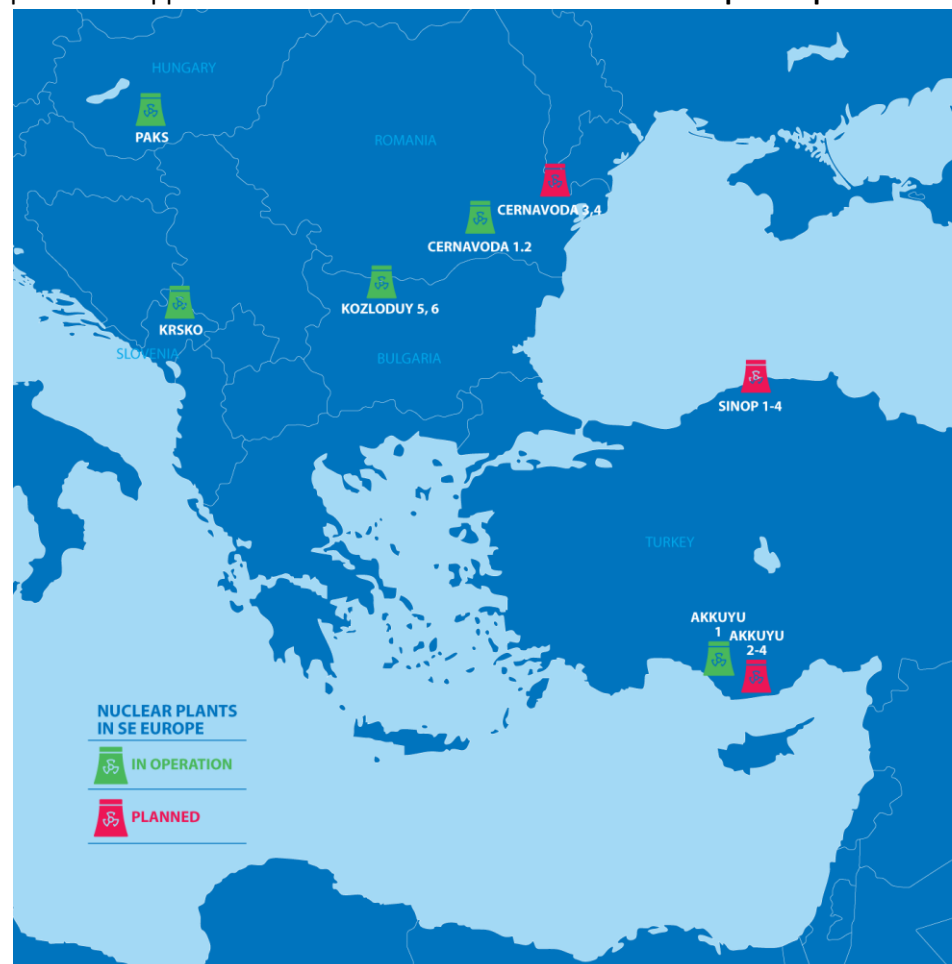 HUNGARY
PAKS
ROMANIA
CERNAVODA 3,4
CERNAVODA 1.2
KOZLODUY 5, 6
KRSKO
SLOVENIA
BULGARIA
SINOP 1-4
TURKEY
AKKUYU
1
AKKUYU
2-4
NUCLEAR PLANTS
IN SE EUROPE
IN OPERATION
PLANNED